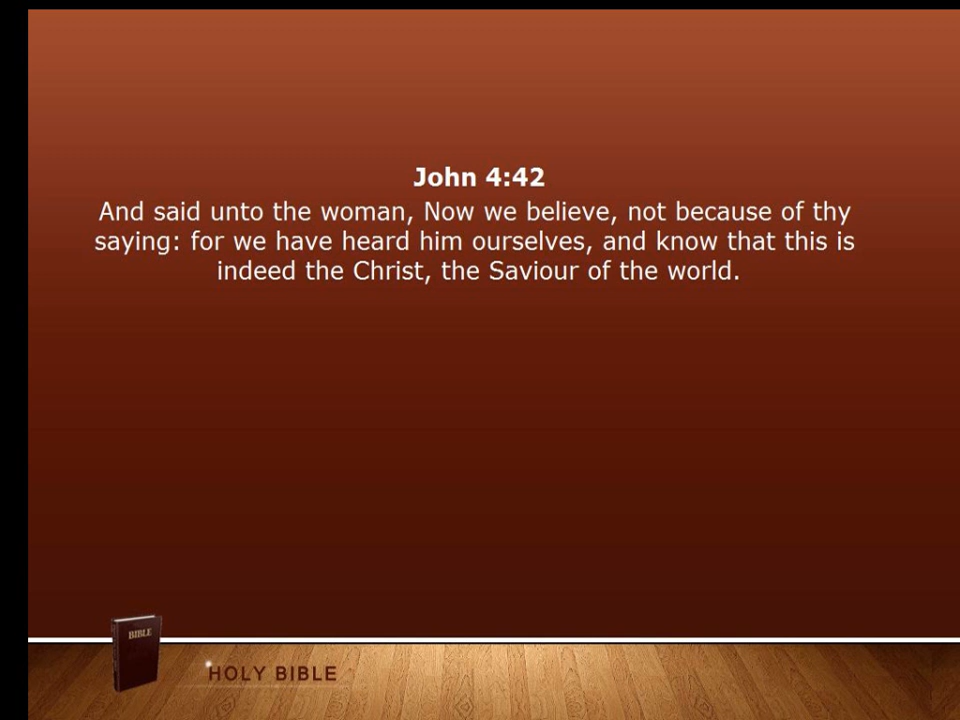 John 4:42
And said unto the woman, Now we believe, not because of thy
saying: for we have heard him ourselves, and know that this is
indeed the Christ, the Saviour of the world.
BIBLE
HOLY BIBLE